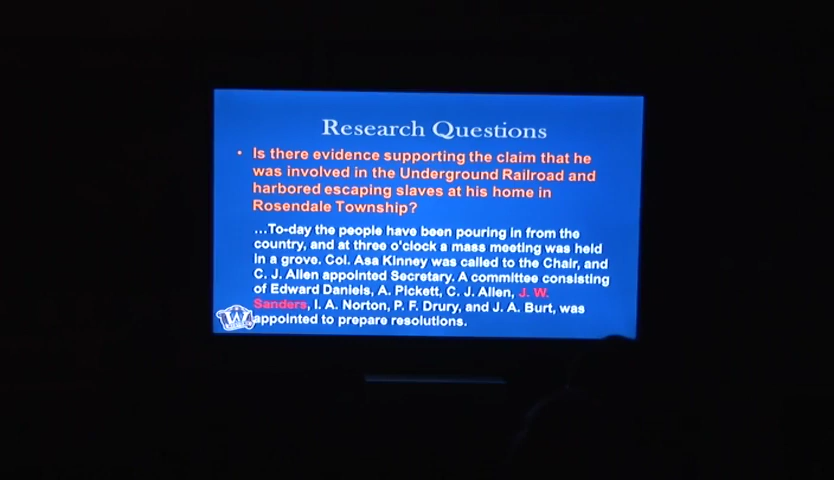 Research Questions
• Is there evidence supporting the claim that he
was involved in the Underground Railroad and
harbored escaping slaves at his home in
Rosendale Township?
...To-day the people have been pouring in from the
country, and at three o'clock a mass meeting was held
in a grove. Col. Asa Kinney was called to the Chair, and
C. J. Allen appointed Secretary. A committee consisting
of Edward Daniels, A. Pickett, C. J. Allen, J. W.
Sanders, I. A. Norton, P. F. Drury, and J. A. Burt, was
appointed to prepare resolutions.
W